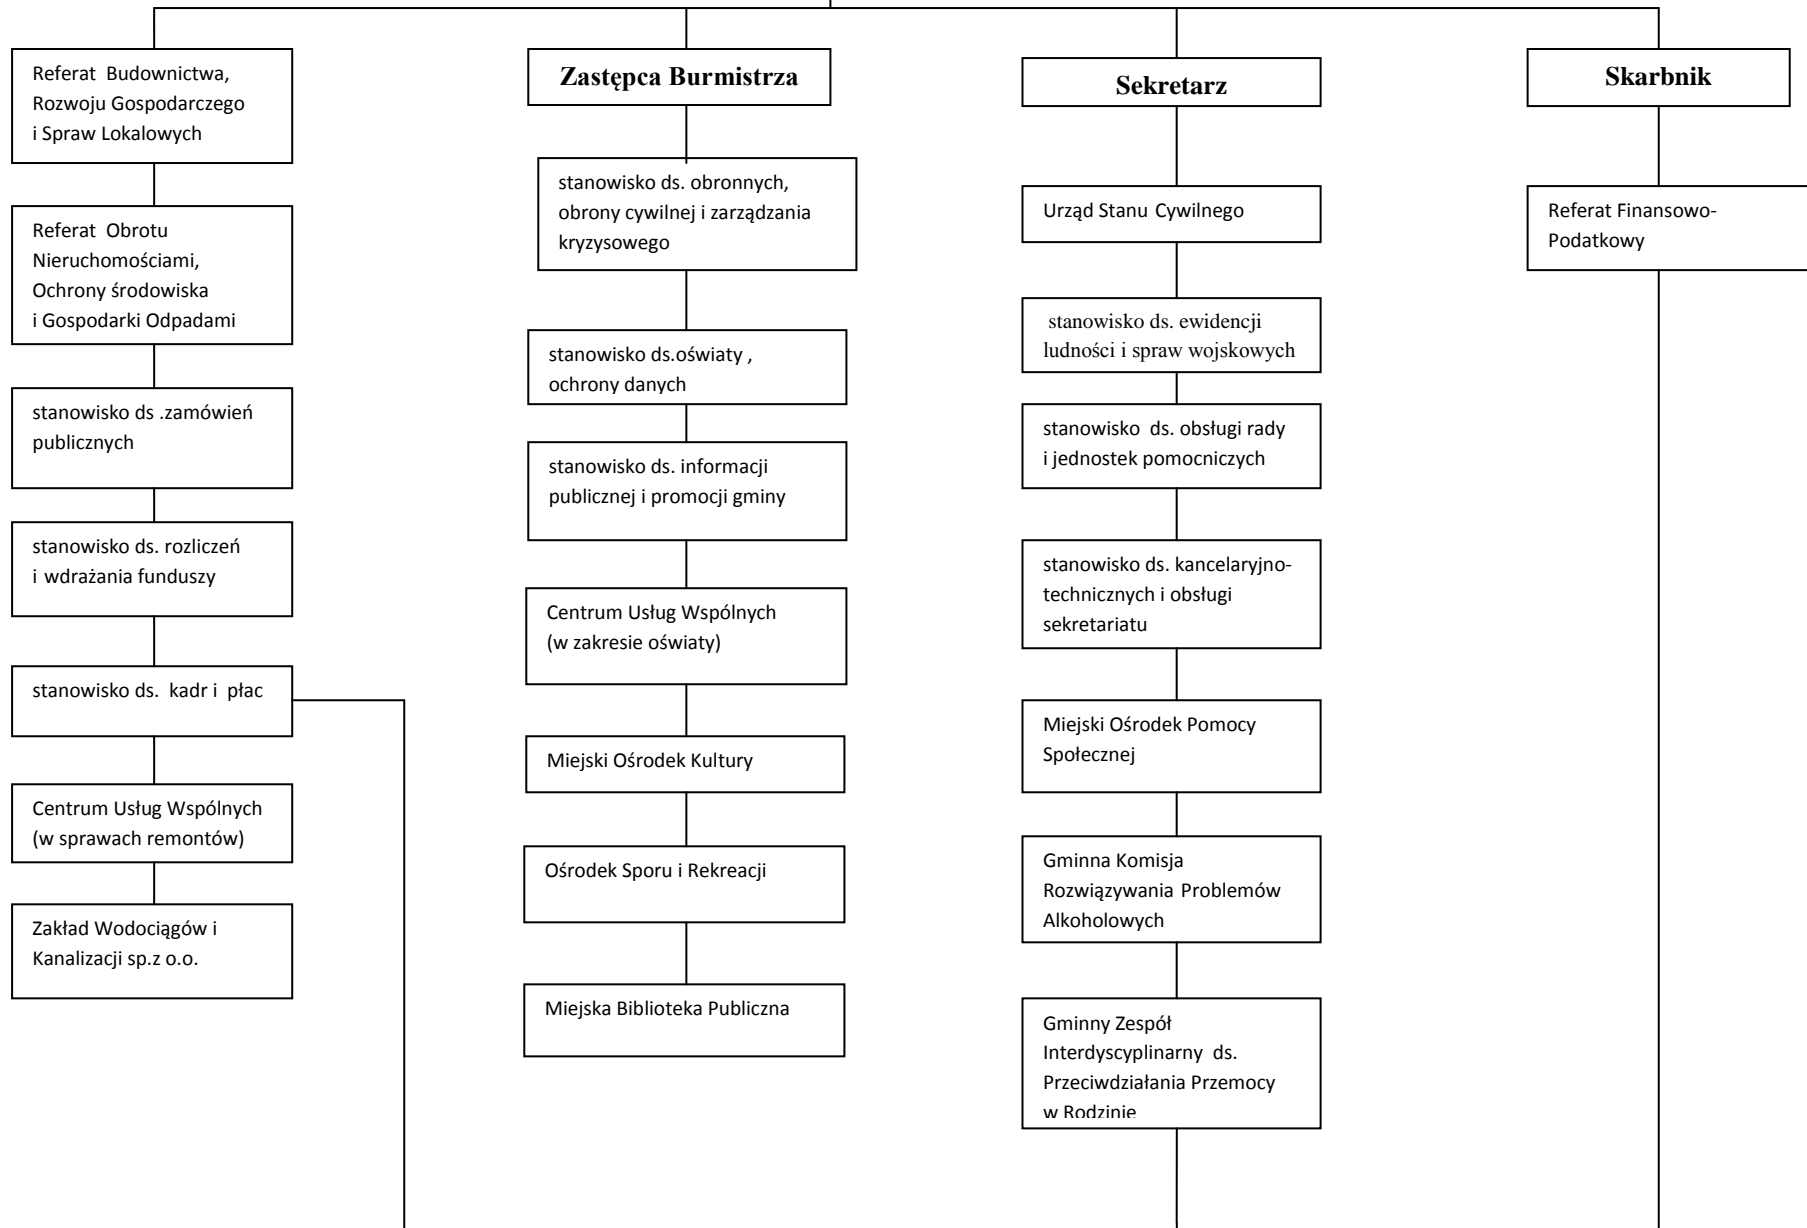 Referat Budownictwa,
Rozwoju Gospodarczego
i Spraw Lokalowych
Referat Obrotu
Nieruchomościami,
Ochrony środowiska
i Gospodarki Odpadami
stanowisko ds .zamówień
publicznych
stanowisko ds. rozliczeń
i wdrażania funduszy
stanowisko ds. kadr i płac
Centrum Usług Wspólnych
(w sprawach remontów)
Zakład Wodociągów i
Kanalizacji sp.z o.o.
Zastępca Burmistrza
stanowisko ds. obronnych,
obrony cywilnej i zarządzania
kryzysowego
stanowisko ds.oświaty ,
ochrony danych
stanowisko ds. informacji
publicznej i promocji gminy
Centrum Usług Wspólnych
(w zakresie oświaty)
Miejski Ośrodek Kultury
Ośrodek Sporu i Rekreacji
Miejska Biblioteka Publiczna
Sekretarz
Urząd Stanu Cywilnego
stanowisko ds. ewidencji
ludności i spraw wojskowych
stanowisko ds. obsługi rady
i jednostek pomocniczych
stanowisko ds. kancelaryjno-
technicznych i obsługi
sekretariatu
Miejski Ośrodek Pomocy
Społecznej
Gminna Komisja
Rozwiązywania Problemów
Alkoholowych
Gminny Zespół
Interdyscyplinarny ds.
Przeciwdziałania Przemocy
w Rodzinie
Skarbnik
Referat Finansowo-
Podatkowy